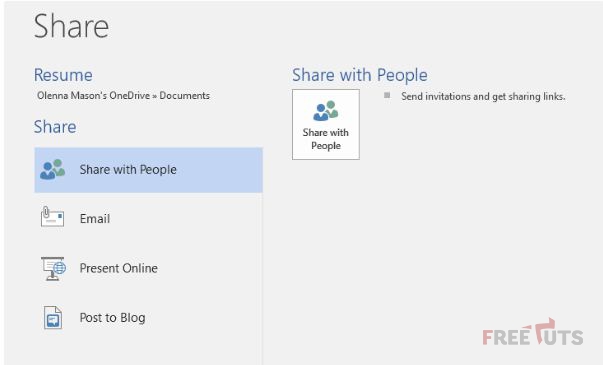 Share
Resume
Olenna Mason's OneDrive » Documents
Share
Share with People
Email
Present Online
Post to Blog
Share with People
Share with
People
Send invitations and get sharing links.
FREETUTS